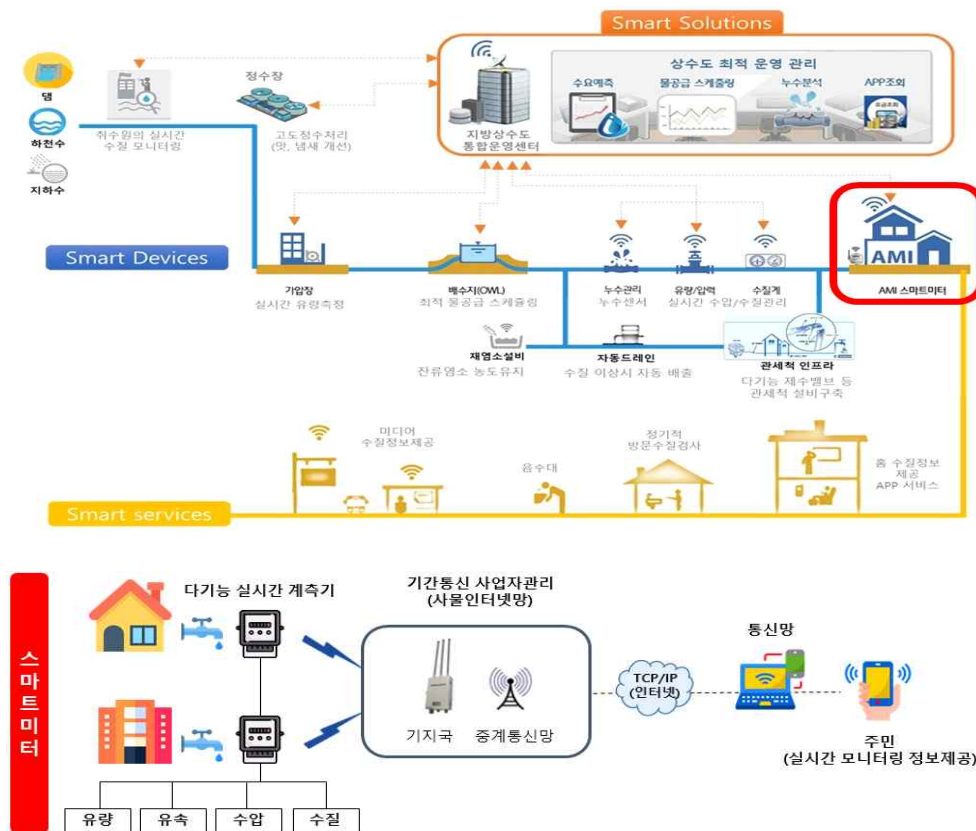 Smart Solutions
상수도 최적 운영 관리
수요예측
물공급 스케쥴링
누수분석
APP조회
지방상수도
통합운영센터
댐
하천수
지하수
취수원의 실시간
수질 모니터링
정수장
고도정수처리
(맛, 냄새 개선)
Smart Devices
가압장
실시간 유량측정
배수지(OWL)
최적 물공급 스케쥴링
누수관리
누수센서
유량/압력
수질계
실시간 수압/수질관리
AMI
AMI 스마트미터
재염소설비
잔류염소 농도유지
자동드레인
수질 이상시 자동 배출
관세척 인프라
다기능 제수밸브 등
관세척 설비구축
미디어
수질정보제공
음수대
정기적
방문수질검사
홈 수질정보
제공
APP 서비스
Smart services
스마트미터
다기능 실시간 계측기
기간통신 사업자관리
(사물인터넷망)
기지국
중계통신망
TCP/IP
(인터넷)
통신망
주민
(실시간 모니터링 정보제공)
유량
유속
수압
수질